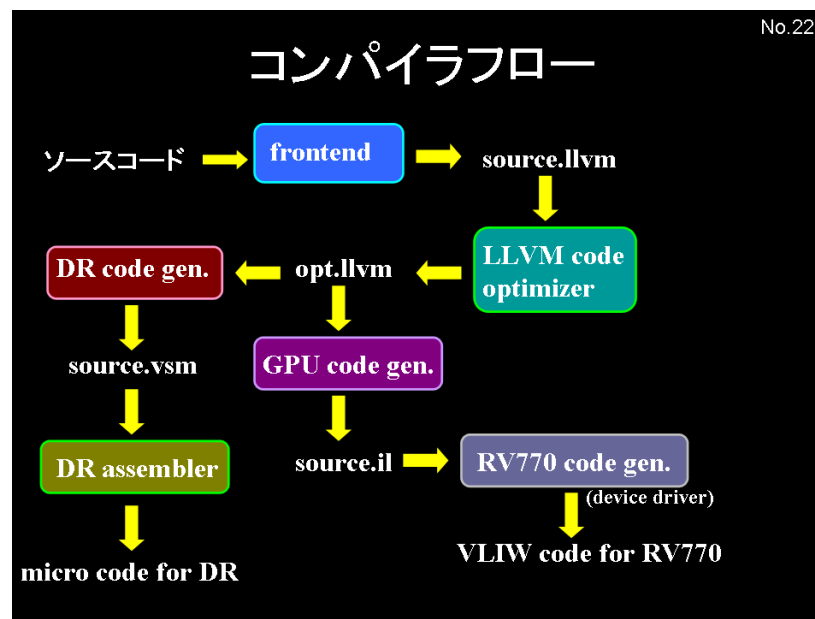 No.22
コンパイラフロー
ソースコード
frontend
source.llvm
LLVM code
optimizer
opt.llvm
DR code gen.
source.vsm
DR assembler
micro code for DR
GPU code gen.
source.il
RV770 code gen.
(device driver)
VLIW code for RV770